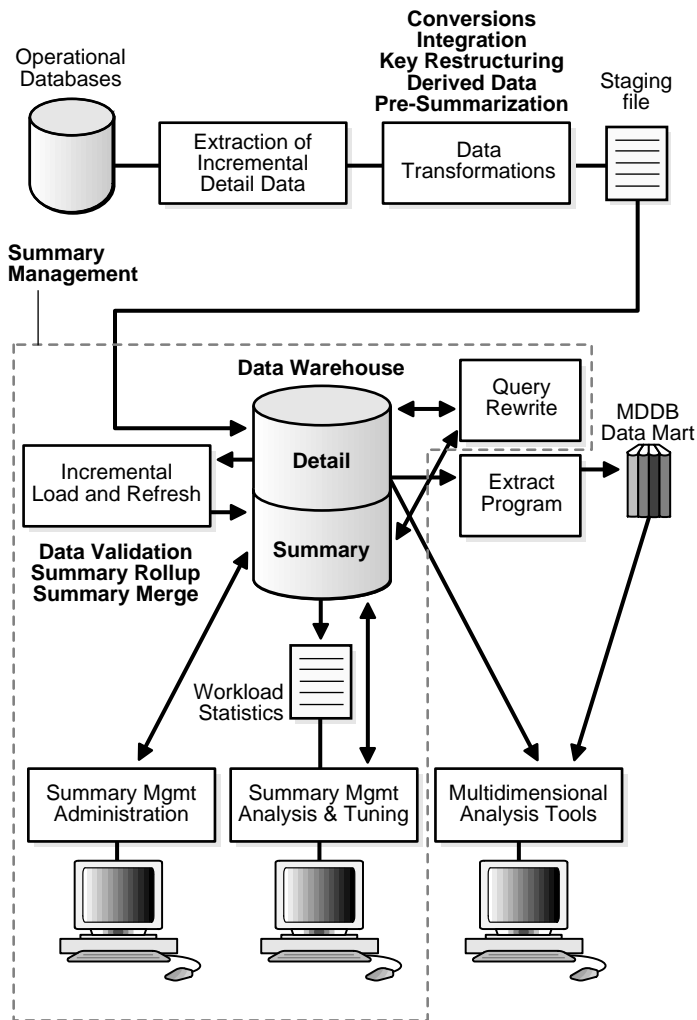 Conversions
Integration
Key Restructuring
Derived Data
Pre-Summarization
Operational
Databases
Staging
file
Extraction of
Incremental
Detail Data
Data
Transformations
Summary
Management
Data Warehouse
Query
Rewrite
MDDB
Data Mart
Detail
Incremental
Load and Refresh
Extract
Program
Summary
Data Validation
Summary Rollup
Summary Merge
Workload
Statistics
Summary Mgmt
Administration
Summary Mgmt
Analysis & Tuning
Multidimensional
Analysis Tools